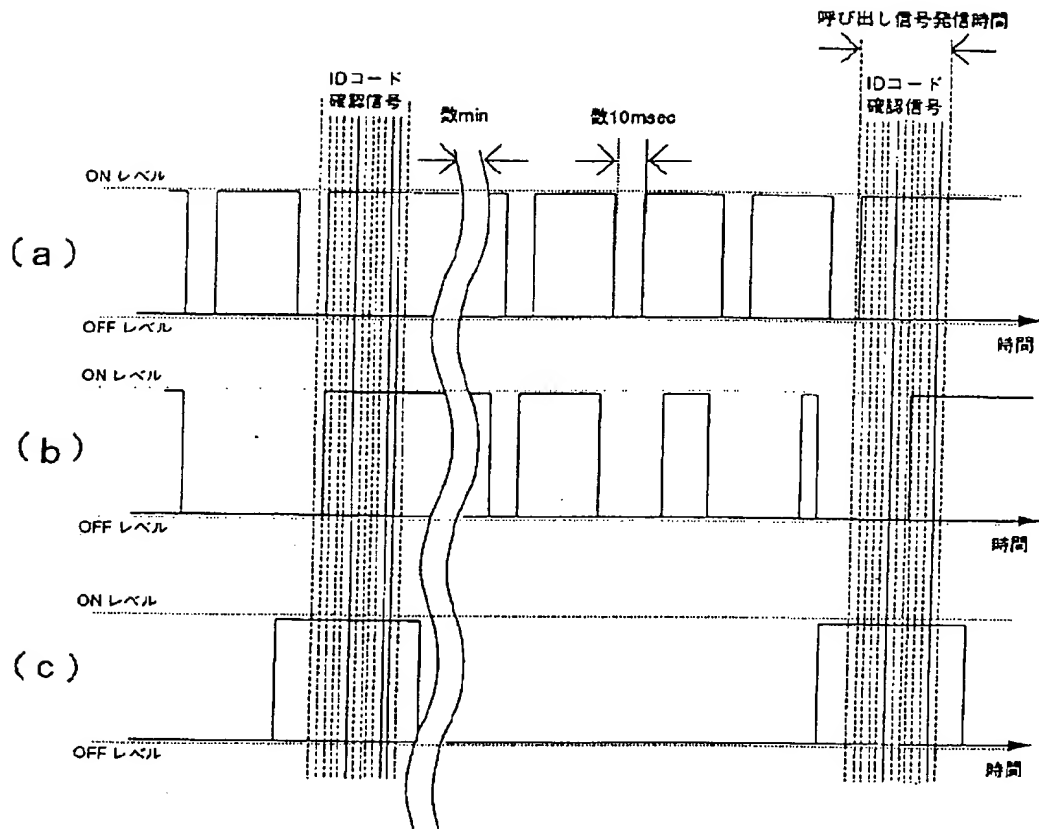 呼び出し信号発信時間
IDコード
確認信号
数min
数10msec
IDコード
確認信号
ON レベル
(a)
OFF レベル
時間
ON レベル
(b)
OFF レベル
時間
ON レベル
(c)
OFF レベル
時間